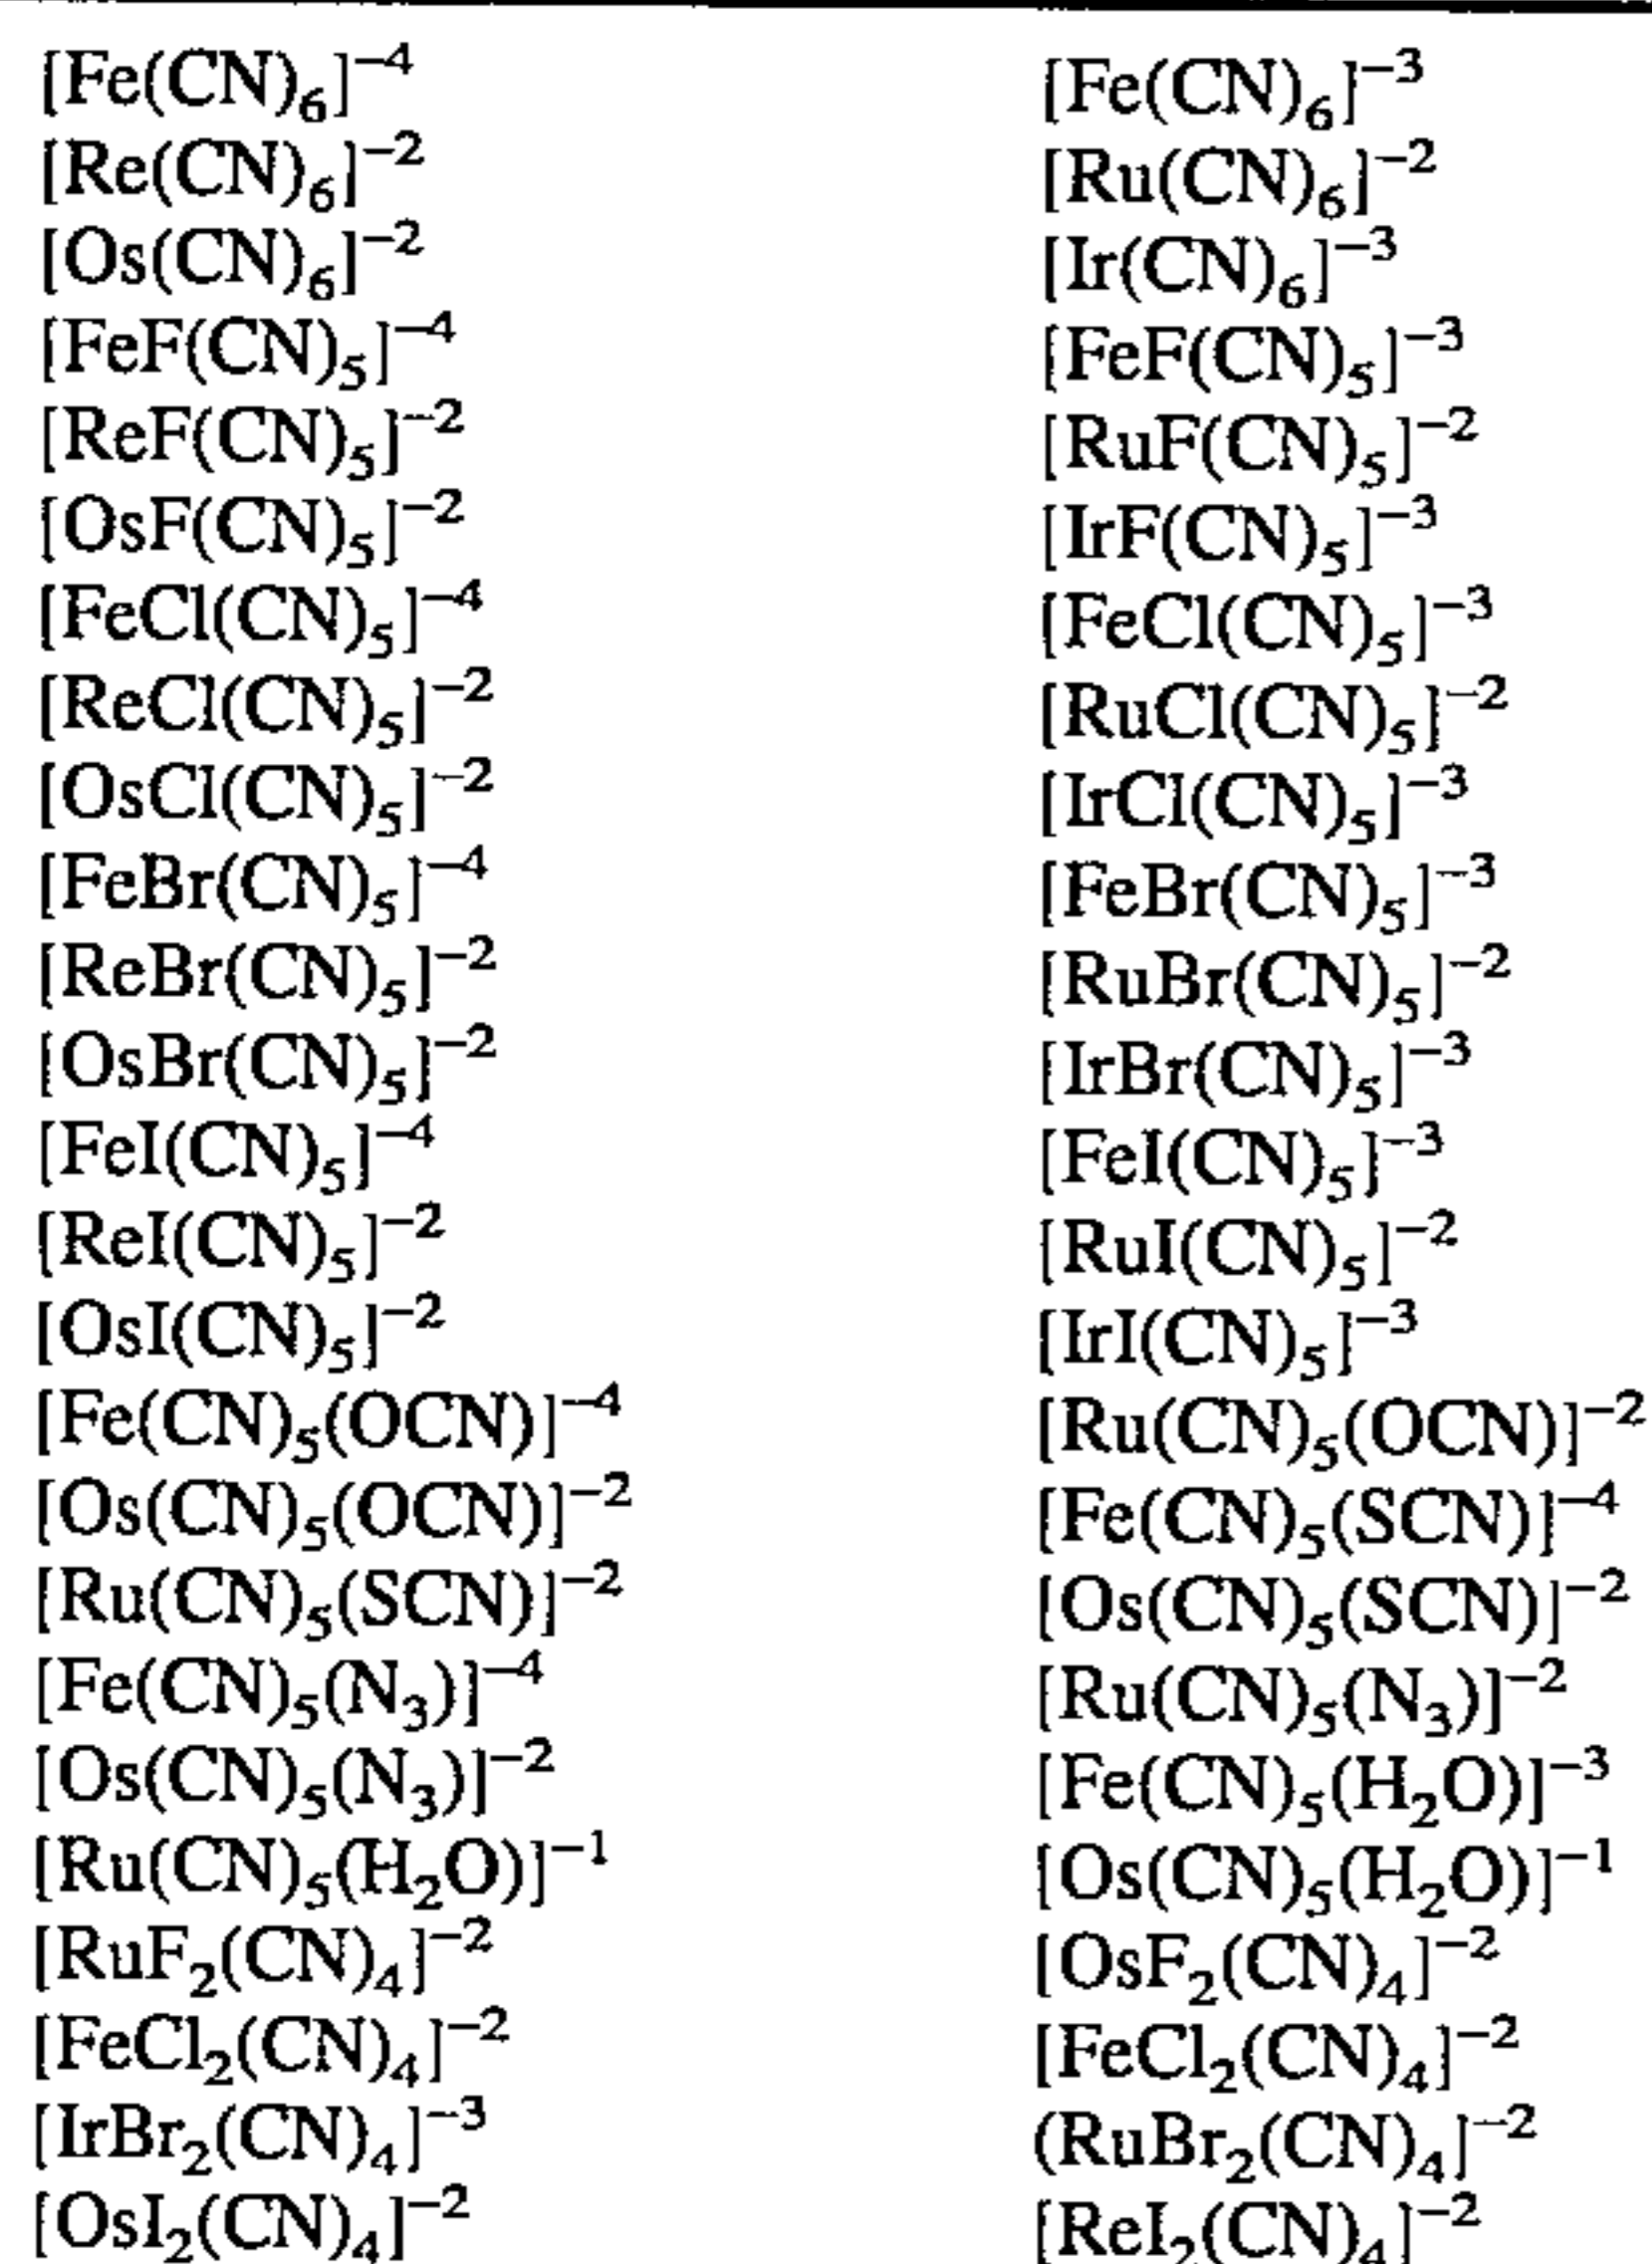 [Fe(CN)₆]⁻⁴ [Fe(CN)₆]⁻³
[Re(CN)₆]⁻² [Ru(CN)₆]⁻²
[Os(CN)₆]⁻² [Ir(CN)₆]⁻³
[FeF(CN)₅]⁻⁴ [FeF(CN)₅]⁻³
[ReF(CN)₅]⁻² [RuF(CN)₅]⁻²
[OsF(CN)₅]⁻² [IrF(CN)₅]⁻³
[FeCl(CN)₅]⁻⁴ [FeCl(CN)₅]⁻³
[ReCl(CN)₅]⁻² [RuCl(CN)₅]⁻²
[OsCl(CN)₅]⁻² [IrCl(CN)₅]⁻³
[FeBr(CN)₅]⁻⁴ [FeBr(CN)₅]⁻³
[ReBr(CN)₅]⁻² [RuBr(CN)₅]⁻²
[OsBr(CN)₅]⁻² [IrBr(CN)₅]⁻³
[FeI(CN)₅]⁻⁴ [FeI(CN)₅]⁻³
[ReI(CN)₅]⁻² [RuI(CN)₅]⁻²
[OsI(CN)₅]⁻² [IrI(CN)₅]⁻³
[Fe(CN)₅(OCN)]⁻⁴ [Ru(CN)₅(OCN)]⁻²
[Os(CN)₅(OCN)]⁻² [Fe(CN)₅(SCN)]⁻⁴
[Ru(CN)₅(SCN)]⁻² [Os(CN)₅(SCN)]⁻²
[Fe(CN)₅(N₃)]⁻⁴ [Ru(CN)₅(N₃)]⁻²
[Os(CN)₅(N₃)]⁻² [Fe(CN)₅(H₂O)]⁻³
[Ru(CN)₅(H₂O)]⁻¹ [Os(CN)₅(H₂O)]⁻¹
[RuF₂(CN)₄]⁻² [OsF₂(CN)₄]⁻²
[FeCl₂(CN)₄]⁻² [FeCl₂(CN)₄]⁻²
[IrBr₂(CN)₄]⁻³ (RuBr₂(CN)₄]⁻²
[OsI₂(CN)₄]⁻² [ReI₂(CN)₄]⁻²